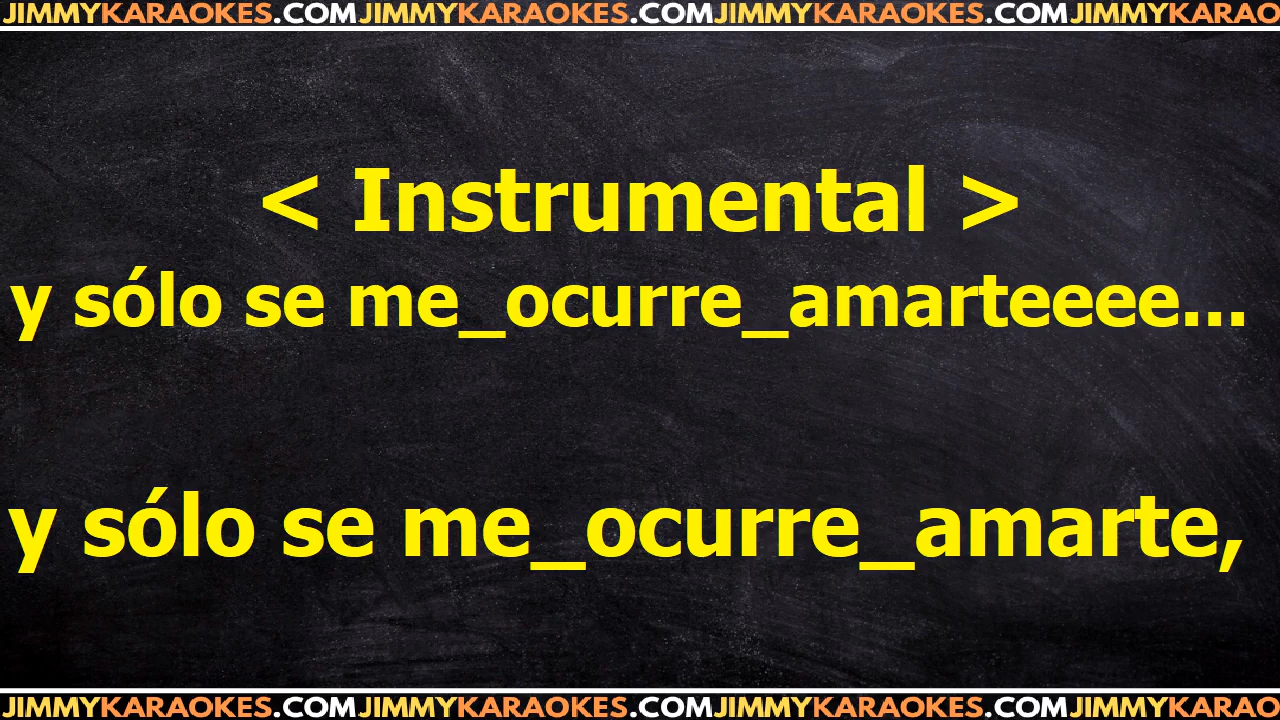 JIMMYKARAOKES.COMJIMMYKARAOKES.COMJIMMYKARAOKES.COMJIMMYKARAO
< Instrumental >
y sólo se me_ocurre_amarteeee...
y sólo se me_ocurre_amarte,
JIMMYKARAOKES.COMJIMMYKARAOKES.COMJIMMYKARAOKES.COMJIMMYKARAO